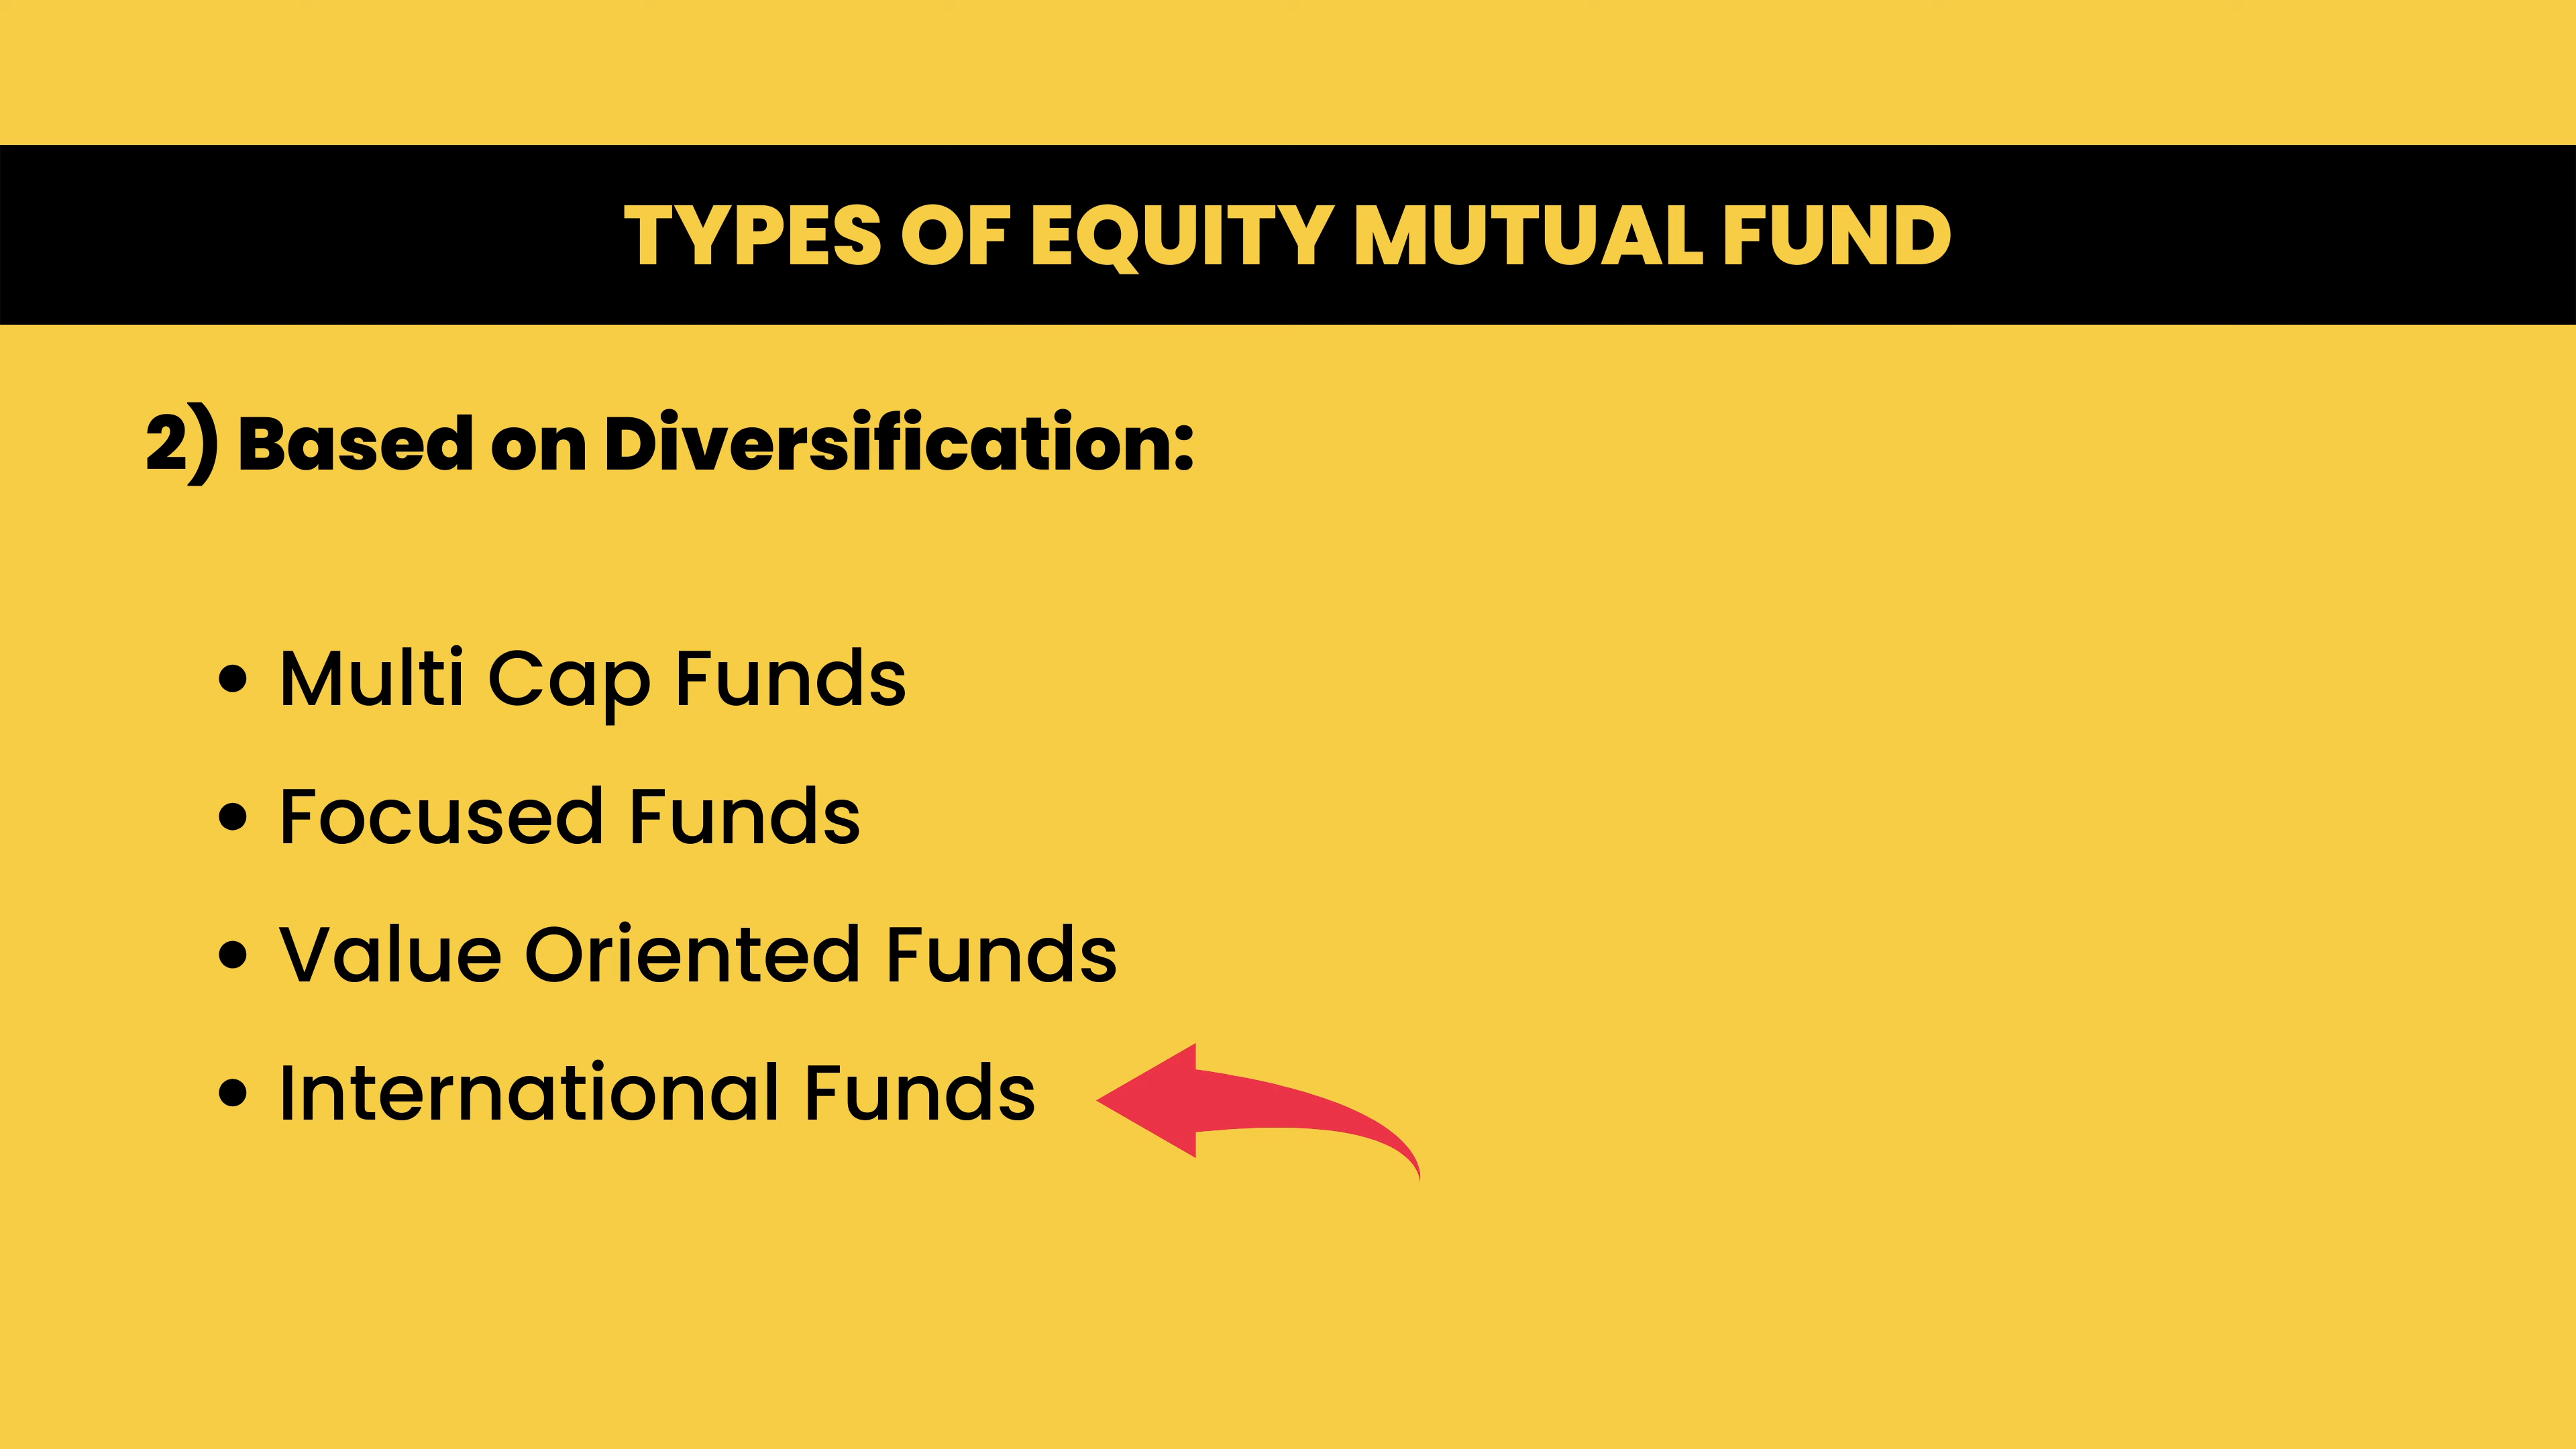 TYPES OF EQUITY MUTUAL FUND
2) Based on Diversification:
• Multi Cap Funds
• Focused Funds
• Value Oriented Funds
• International Funds